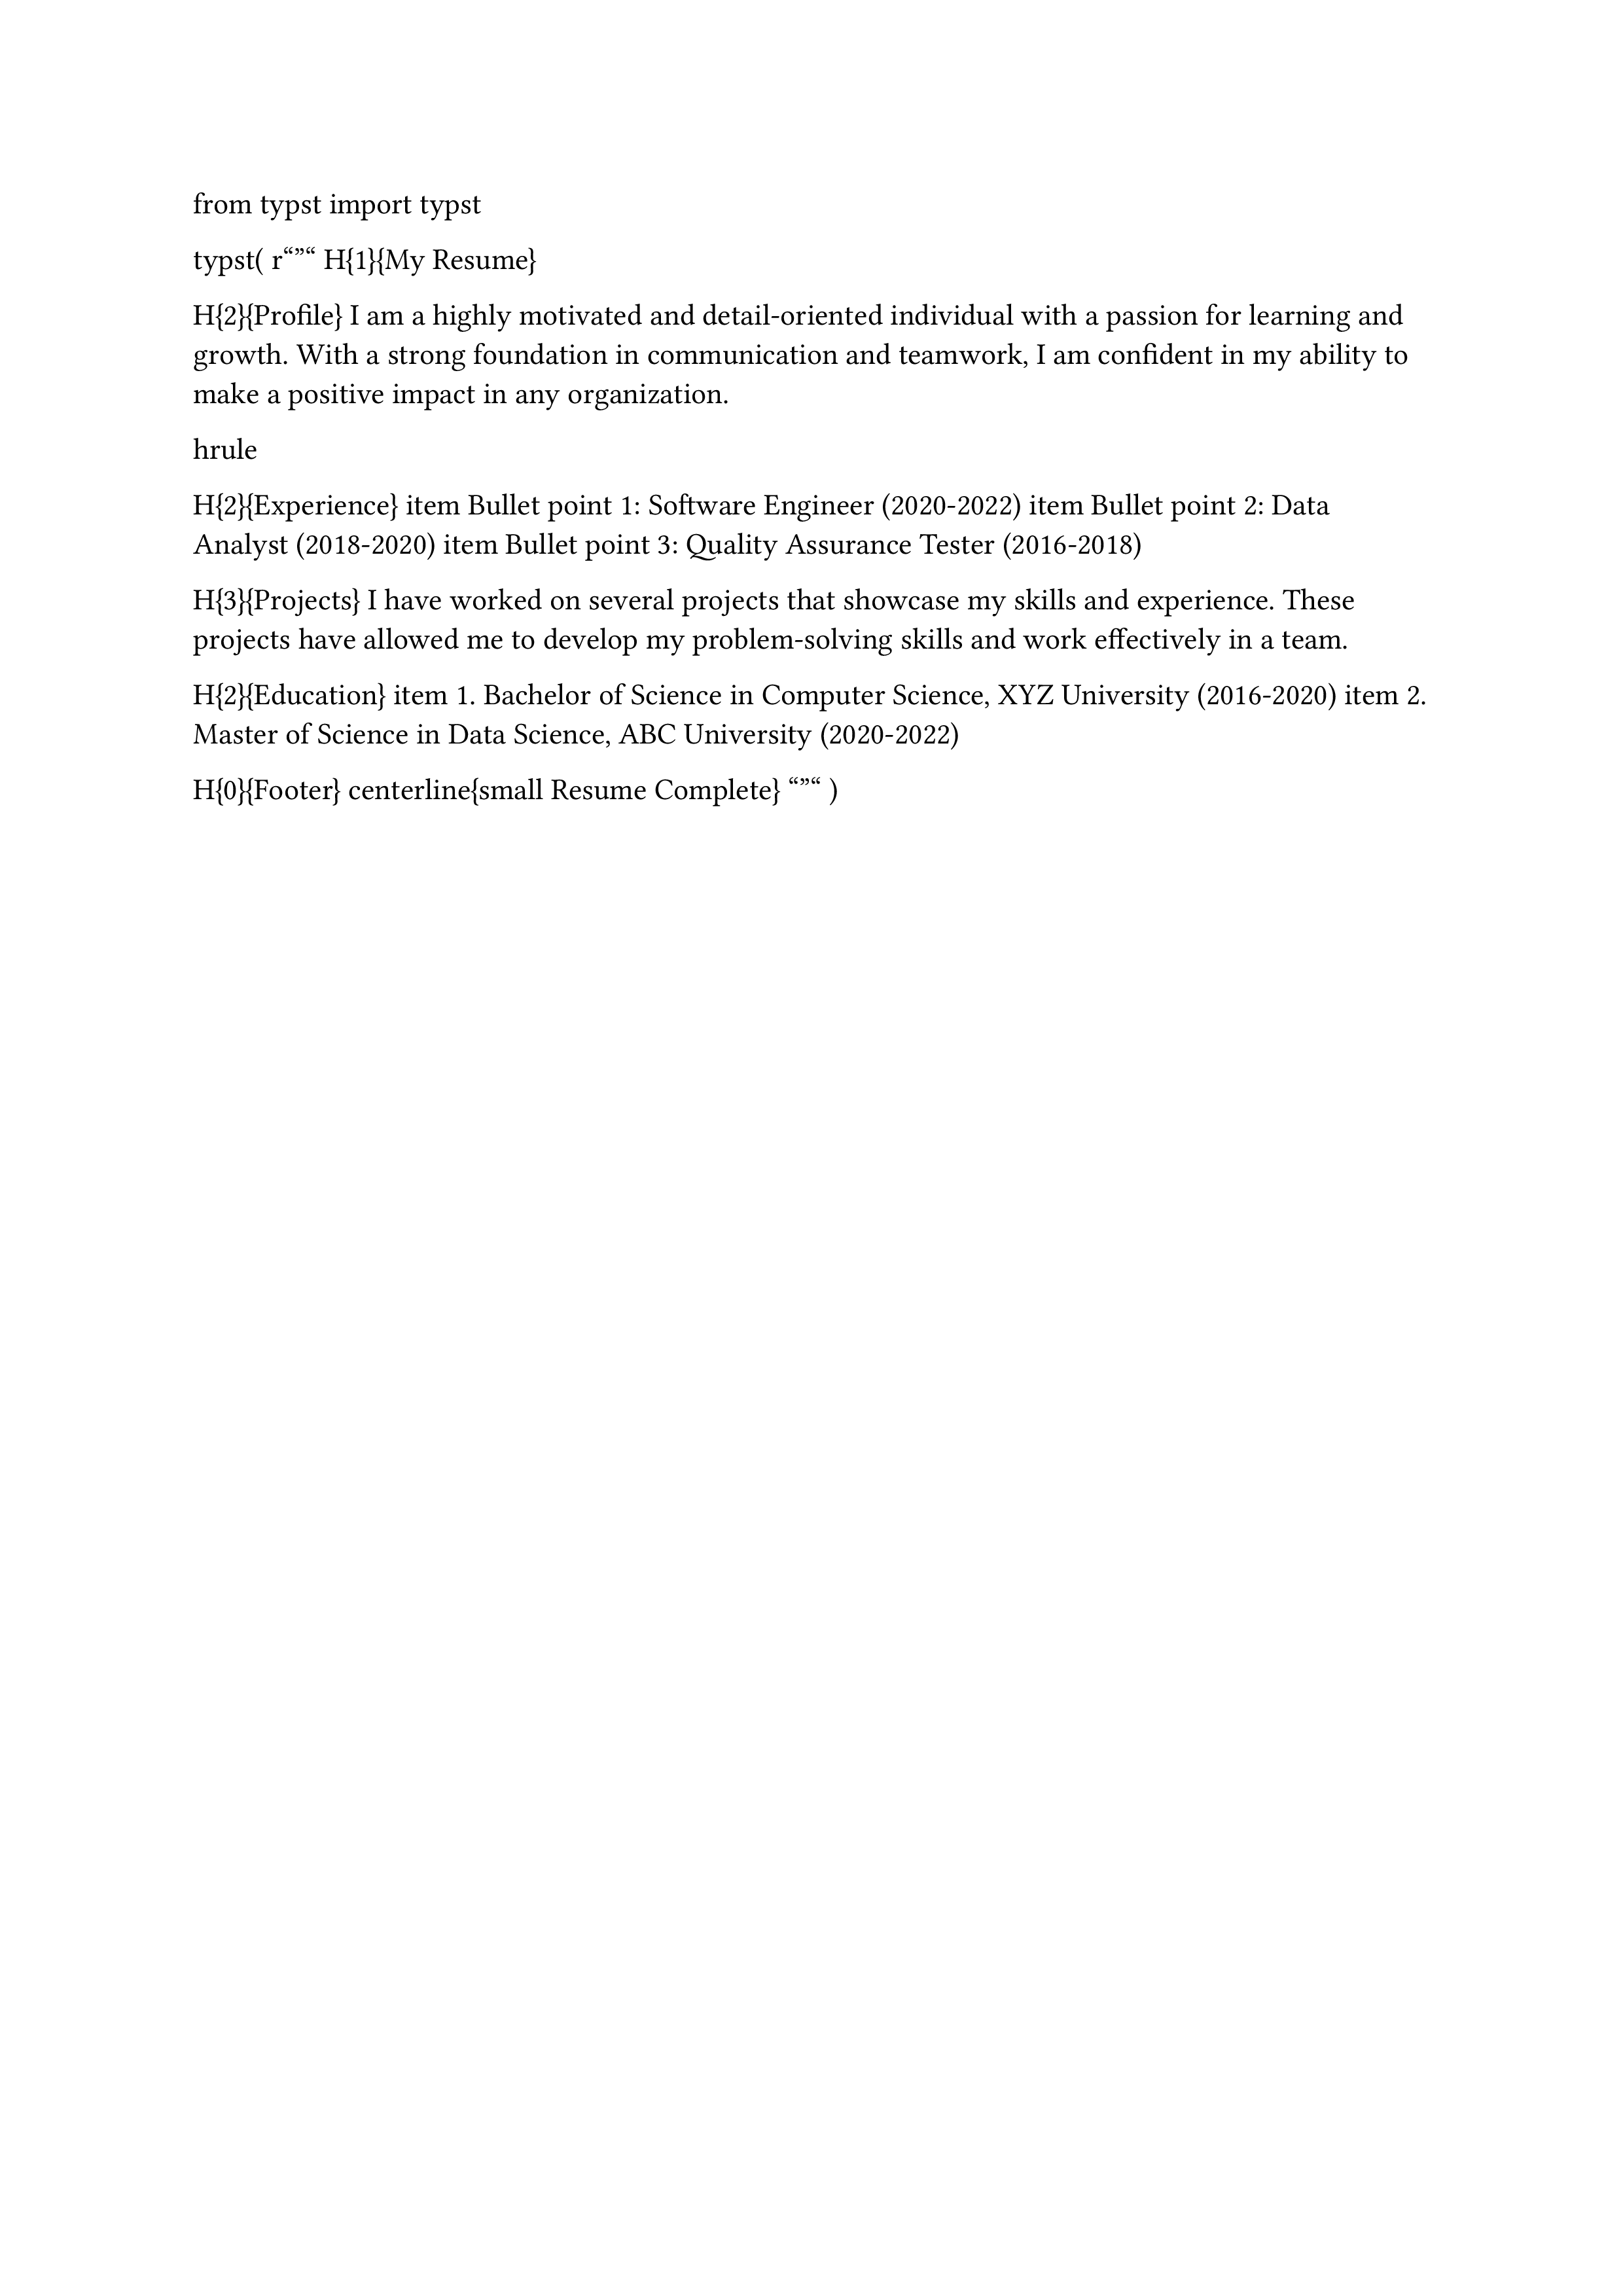 from typst import typst
typst( r“”“ H{1}{My Resume}
H{2}{Profile} I am a highly motivated and detail-oriented individual with a passion for learning and
growth. With a strong foundation in communication and teamwork, I am confident in my ability to
make a positive impact in any organization.
hrule
H{2}{Experience} item Bullet point 1: Software Engineer (2020-2022) item Bullet point 2: Data
Analyst (2018-2020) item Bullet point 3: Quality Assurance Tester (2016-2018)
H{3}{Projects} I have worked on several projects that showcase my skills and experience. These
projects have allowed me to develop my problem-solving skills and work effectively in a team.
H{2}{Education} item 1. Bachelor of Science in Computer Science, XYZ University (2016-2020) item 2.
Master of Science in Data Science, ABC University (2020-2022)
H{0}{Footer} centerline{small Resume Complete} “”“ )